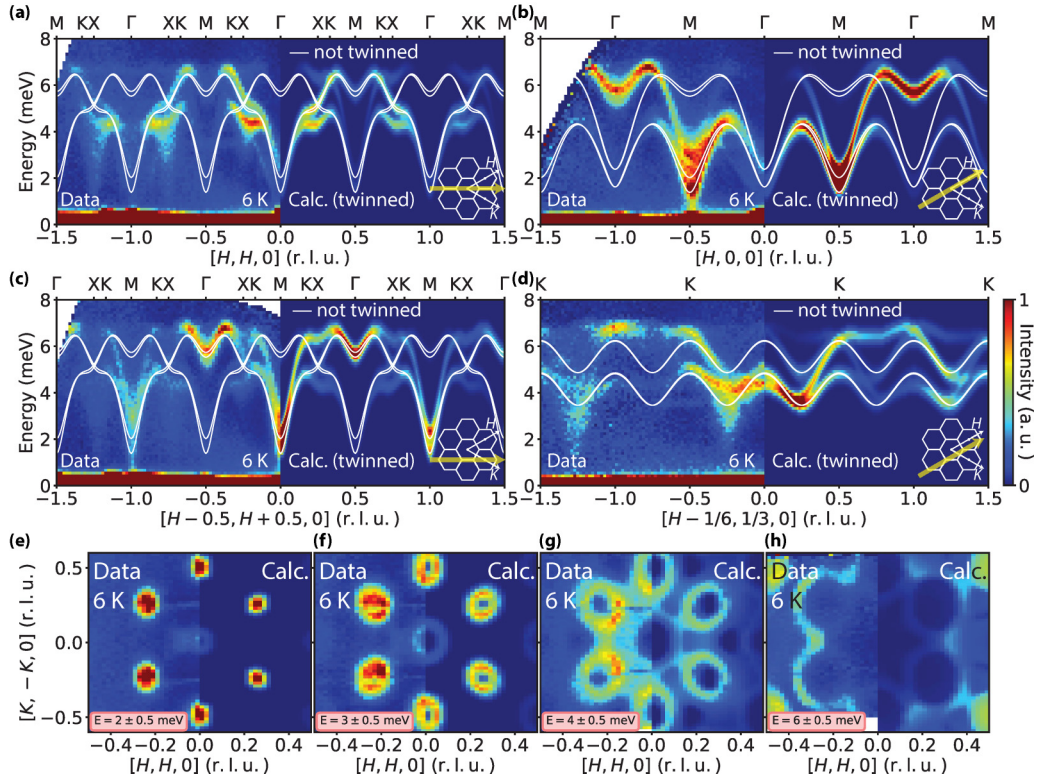 (a)
M KX Γ XK M KX Γ XK M KX Γ XK M
8
6
4
2
0
Energy (meV)
— not twinned
Data
6 K
Calc. (twinned)
H
K
−1.5 −1.0 −0.5 0.0 0.5 1.0 1.5
[H, H, 0] (r. l. u. )
(b)
M Γ M Γ M Γ M
8
6
4
2
0
— not twinned
Data
6 K
Calc. (twinned)
H
K
−1.5 −1.0 −0.5 0.0 0.5 1.0 1.5
[H, 0, 0] (r. l. u. )
(c)
Γ XK M KX Γ XK M KX Γ XK M KX Γ
8
6
4
2
0
Energy (meV)
— not twinned
Data
6 K
Calc. (twinned)
H
K
−1.5 −1.0 −0.5 0.0 0.5 1.0 1.5
[H − 0.5, H + 0.5, 0] (r. l. u. )
(d)
K K K K
8
6
4
2
0
— not twinned
Data
6 K
Calc. (twinned)
H
K
−1.5 −1.0 −0.5 0.0 0.5 1.0 1.5
[H − 1/6, 1/3, 0] (r. l. u. )
1
0
Intensity (a. u. )
(e)
[K, − K, 0] (r. l. u. )
0.5
0.0
−0.5
Data
Calc.
6 K
E = 2 ± 0.5 meV
−0.4 −0.2 0.0 0.2 0.4
[H, H, 0] (r. l. u. )
(f)
Data
Calc.
6 K
E = 3 ± 0.5 meV
−0.4 −0.2 0.0 0.2 0.4
[H, H, 0] (r. l. u. )
(g)
Data
Calc.
6 K
E = 4 ± 0.5 meV
−0.4 −0.2 0.0 0.2 0.4
[H, H, 0] (r. l. u. )
(h)
Data
Calc.
6 K
E = 6 ± 0.5 meV
−0.4 −0.2 0.0 0.2 0.4
[H, H, 0] (r. l. u. )